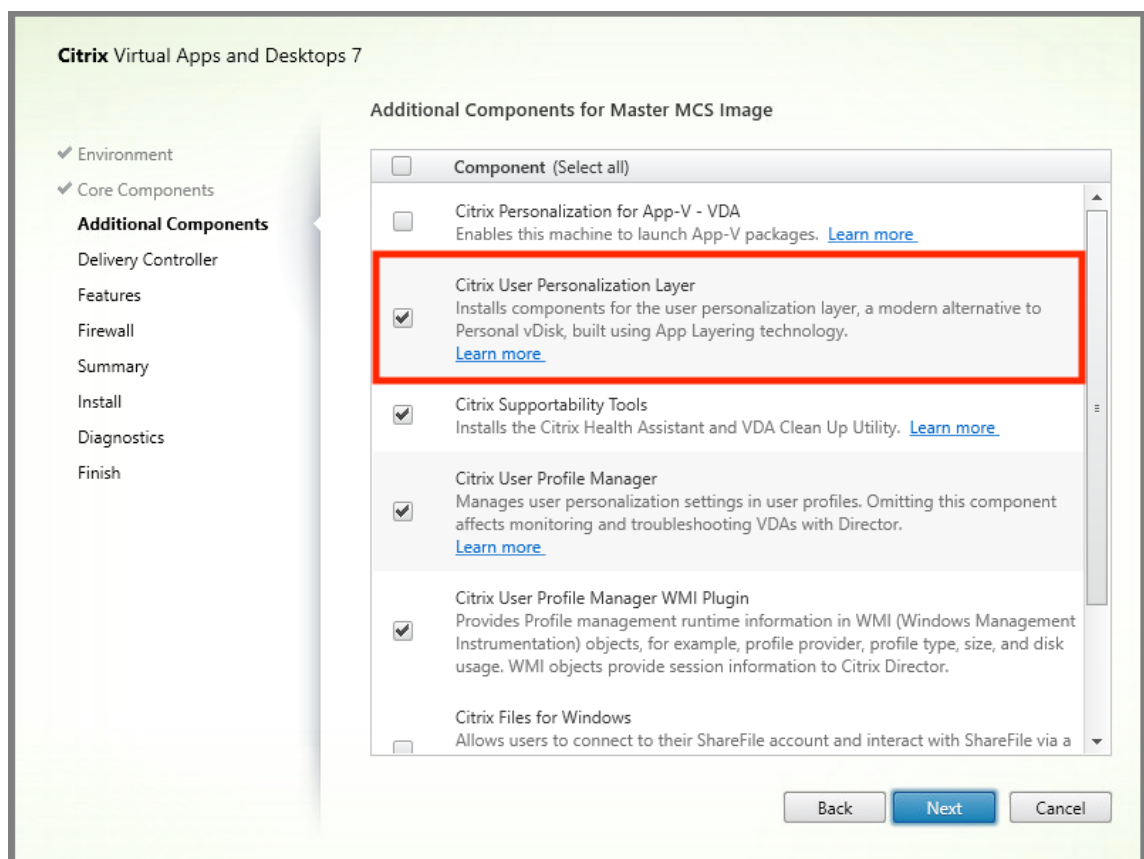 Citrix Virtual Apps and Desktops 7
Additional Components for Master MCS Image
Environment
Core Components
Additional Components
Delivery Controller
Features
Firewall
Summary
Install
Diagnostics
Finish
Component (Select all)
Citrix Personalization for App-V - VDA
Enables this machine to launch App-V packages. Learn more
Citrix User Personalization Layer
Installs components for the user personalization layer, a modern alternative to
Personal vDisk, built using App Layering technology.
Learn more
Citrix Supportability Tools
Installs the Citrix Health Assistant and VDA Clean Up Utility. Learn more
Citrix User Profile Manager
Manages user personalization settings in user profiles. Omitting this component
affects monitoring and troubleshooting VDAs with Director.
Learn more
Citrix User Profile Manager WMI Plugin
Provides Profile management runtime information in WMI (Windows Management
Instrumentation) objects, for example, profile provider, profile type, size, and disk
usage. WMI objects provide session information to Citrix Director.
Citrix Files for Windows
Allows users to connect to their ShareFile account and interact with ShareFile via a
Back Next Cancel